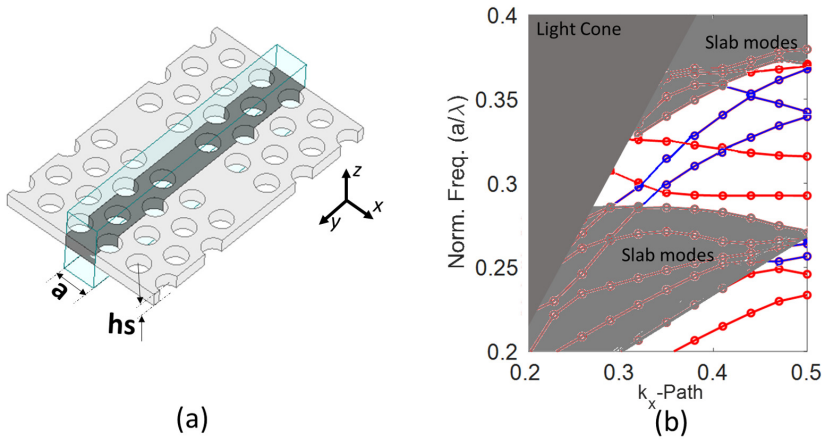 a
hs
z
y
x
(a)
0.4
0.35
0.3
0.25
0.2
Norm. Freq. (a/λ)
Light Cone
Slab modes
Slab modes
0.2
0.3
0.4
0.5
kₓ-Path
(b)